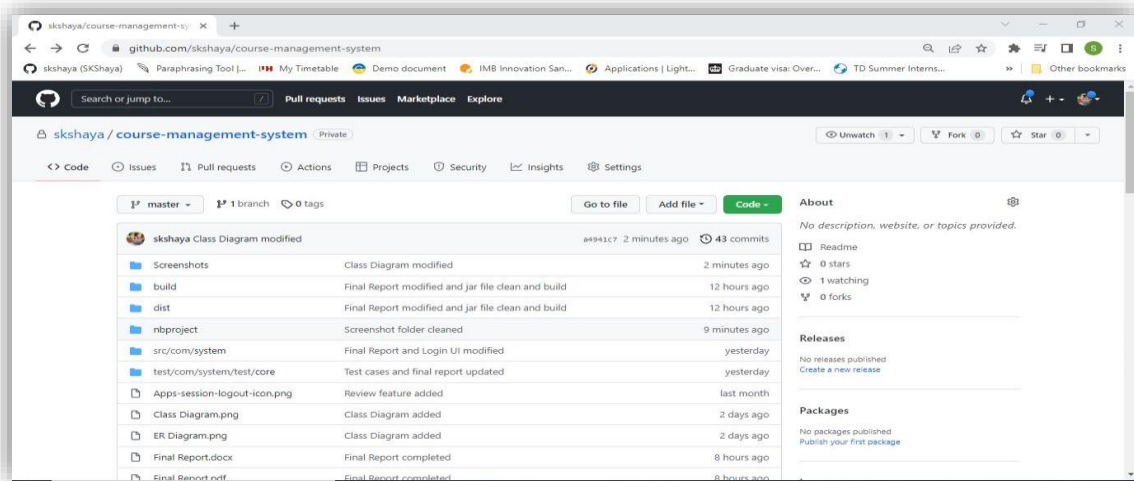 skshaya/course-management-sy
github.com/skshaya/course-management-system
skshaya (SKShaya) Paraphrasing Tool |... My Timetable Demo document IMB Innovation San... Applications | Light... Graduate visa: Over... TD Summer Interns... » Other bookmarks
Search or jump to... / Pull requests Issues Marketplace Explore
skshaya / course-management-system Private Unwatch 1 Fork 0 Star 0
<> Code Issues Pull requests Actions Projects Security Insights Settings
master 1 branch 0 tags Go to file Add file Code
skshaya Class Diagram modified a4941c7 2 minutes ago 43 commits
Screenshots Class Diagram modified 2 minutes ago
build Final Report modified and jar file clean and build 12 hours ago
dist Final Report modified and jar file clean and build 12 hours ago
nbproject Screenshot folder cleaned 9 minutes ago
src/com/system Final Report and Login UI modified yesterday
test/com/system/test/core Test cases and final report updated yesterday
Apps-session-logout-icon.png Review feature added last month
Class Diagram.png Class Diagram added 2 days ago
ER Diagram.png Class Diagram added 2 days ago
Final Report.docx Final Report completed 8 hours ago
Final Report.pdf Final Report completed 8 hours ago
About
No description, website, or topics provided.
Readme
0 stars
1 watching
0 forks
Releases
No releases published
Create a new release
Packages
No packages published
Publish your first package